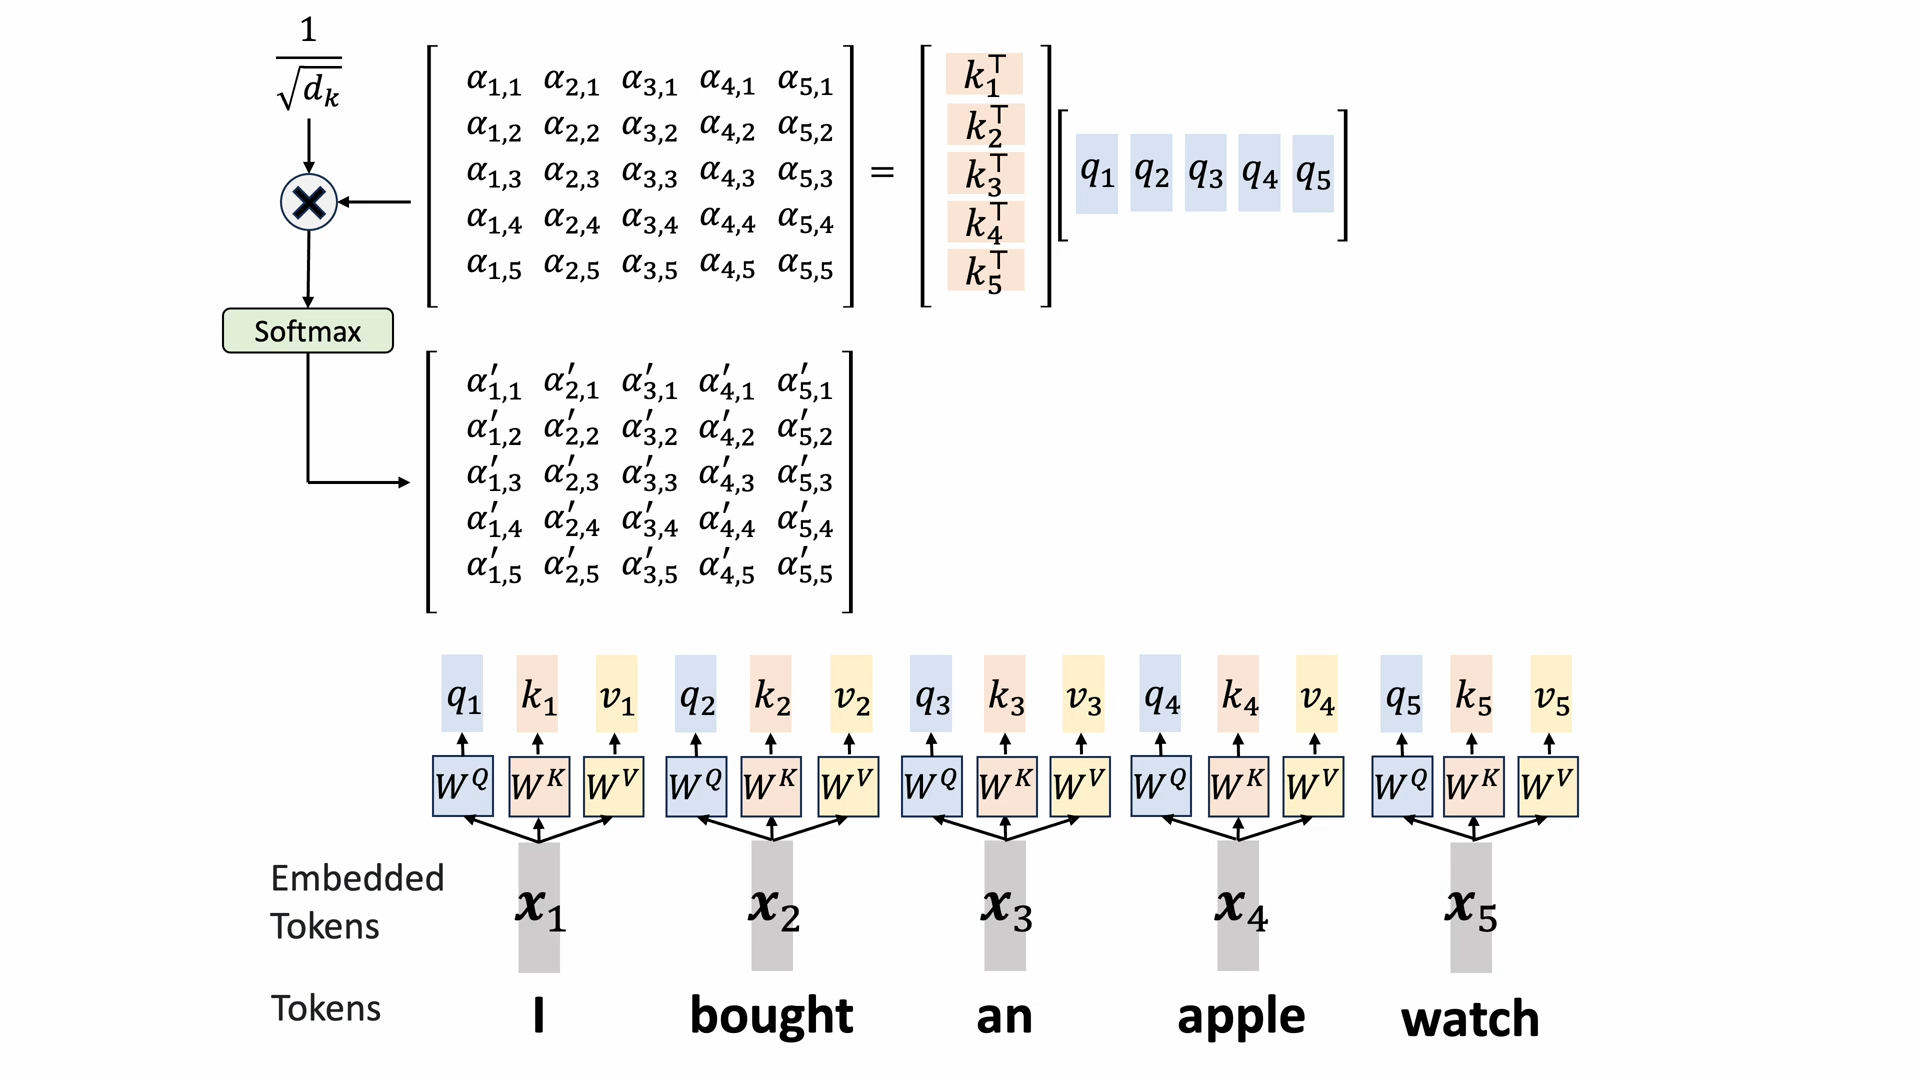 1
√d_k
α_{1,1} α_{2,1} α_{3,1} α_{4,1} α_{5,1}
α_{1,2} α_{2,2} α_{3,2} α_{4,2} α_{5,2}
α_{1,3} α_{2,3} α_{3,3} α_{4,3} α_{5,3}
α_{1,4} α_{2,4} α_{3,4} α_{4,4} α_{5,4}
α_{1,5} α_{2,5} α_{3,5} α_{4,5} α_{5,5}
=
k_1^⊤
k_2^⊤
k_3^⊤
k_4^⊤
k_5^⊤
q_1 q_2 q_3 q_4 q_5
Softmax
α′_{1,1} α′_{2,1} α′_{3,1} α′_{4,1} α′_{5,1}
α′_{1,2} α′_{2,2} α′_{3,2} α′_{4,2} α′_{5,2}
α′_{1,3} α′_{2,3} α′_{3,3} α′_{4,3} α′_{5,3}
α′_{1,4} α′_{2,4} α′_{3,4} α′_{4,4} α′_{5,4}
α′_{1,5} α′_{2,5} α′_{3,5} α′_{4,5} α′_{5,5}
q_1 k_1 v_1 q_2 k_2 v_2 q_3 k_3 v_3 q_4 k_4 v_4 q_5 k_5 v_5
W^Q W^K W^V W^Q W^K W^V W^Q W^K W^V W^Q W^K W^V W^Q W^K W^V
Embedded
Tokens
x_1 x_2 x_3 x_4 x_5
Tokens
I bought an apple watch